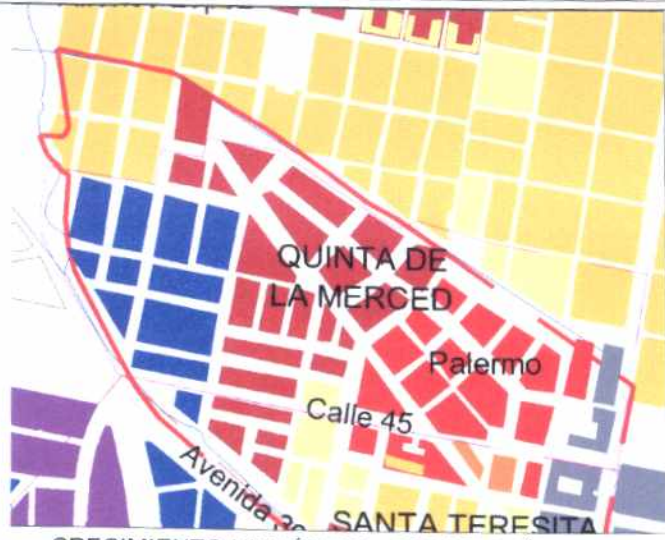 QUINTA DE
LA MERCED
Palermo
Calle 45
Avenida
SANTA TERESITA